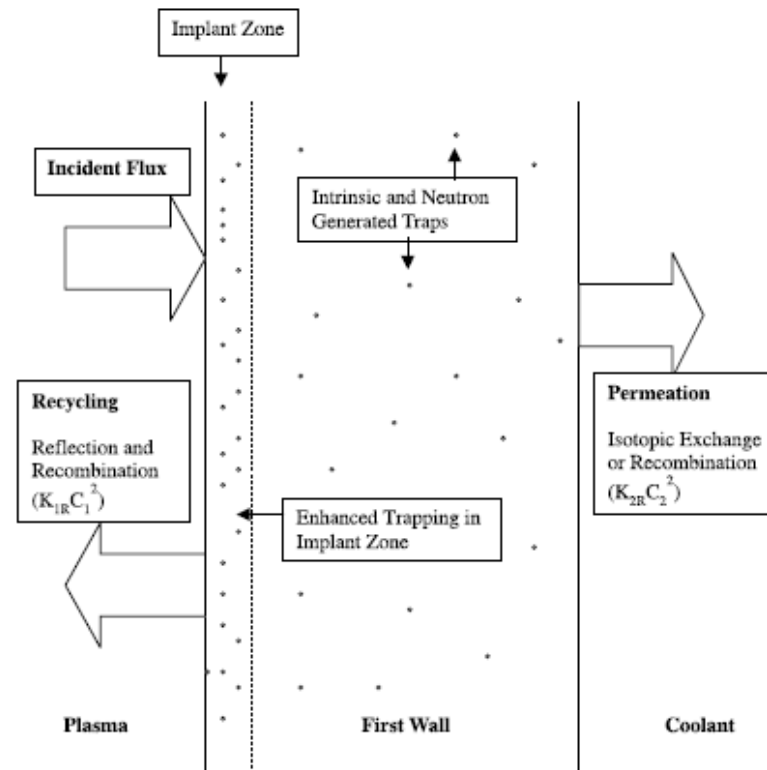 Implant Zone
Incident Flux
Intrinsic and Neutron
Generated Traps
Recycling
Reflection and
Recombination
(K₁RC₁²)
Permeation
Isotopic Exchange
or Recombination
(K₂RC₂²)
Enhanced Trapping in
Implant Zone
Plasma
First Wall
Coolant